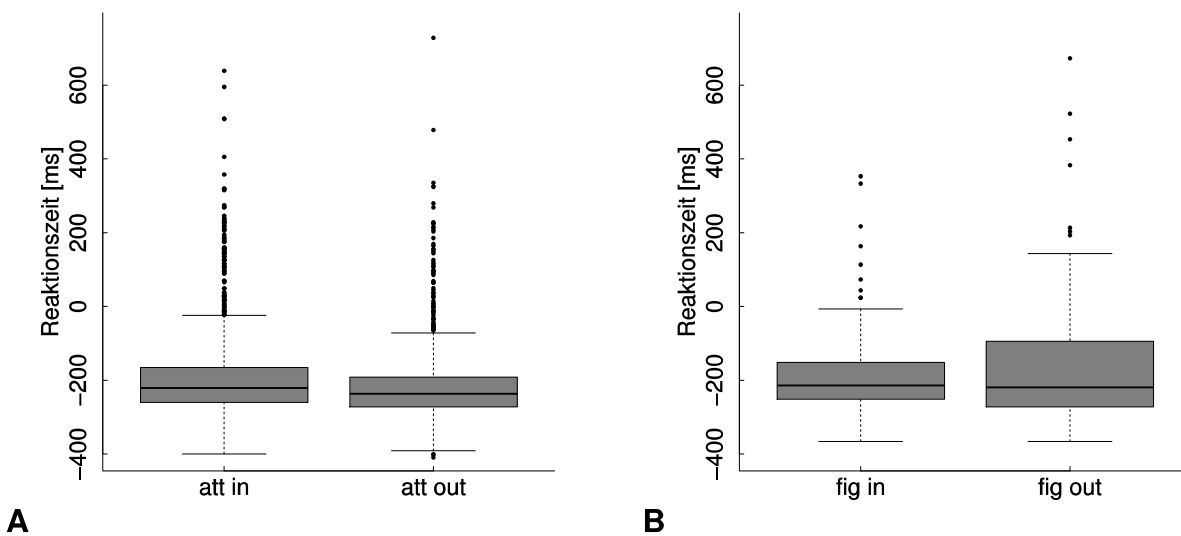 Reaktionszeit [ms]
600
400
200
0
−200
−400
att in
att out
A
Reaktionszeit [ms]
600
400
200
0
−200
−400
fig in
fig out
B